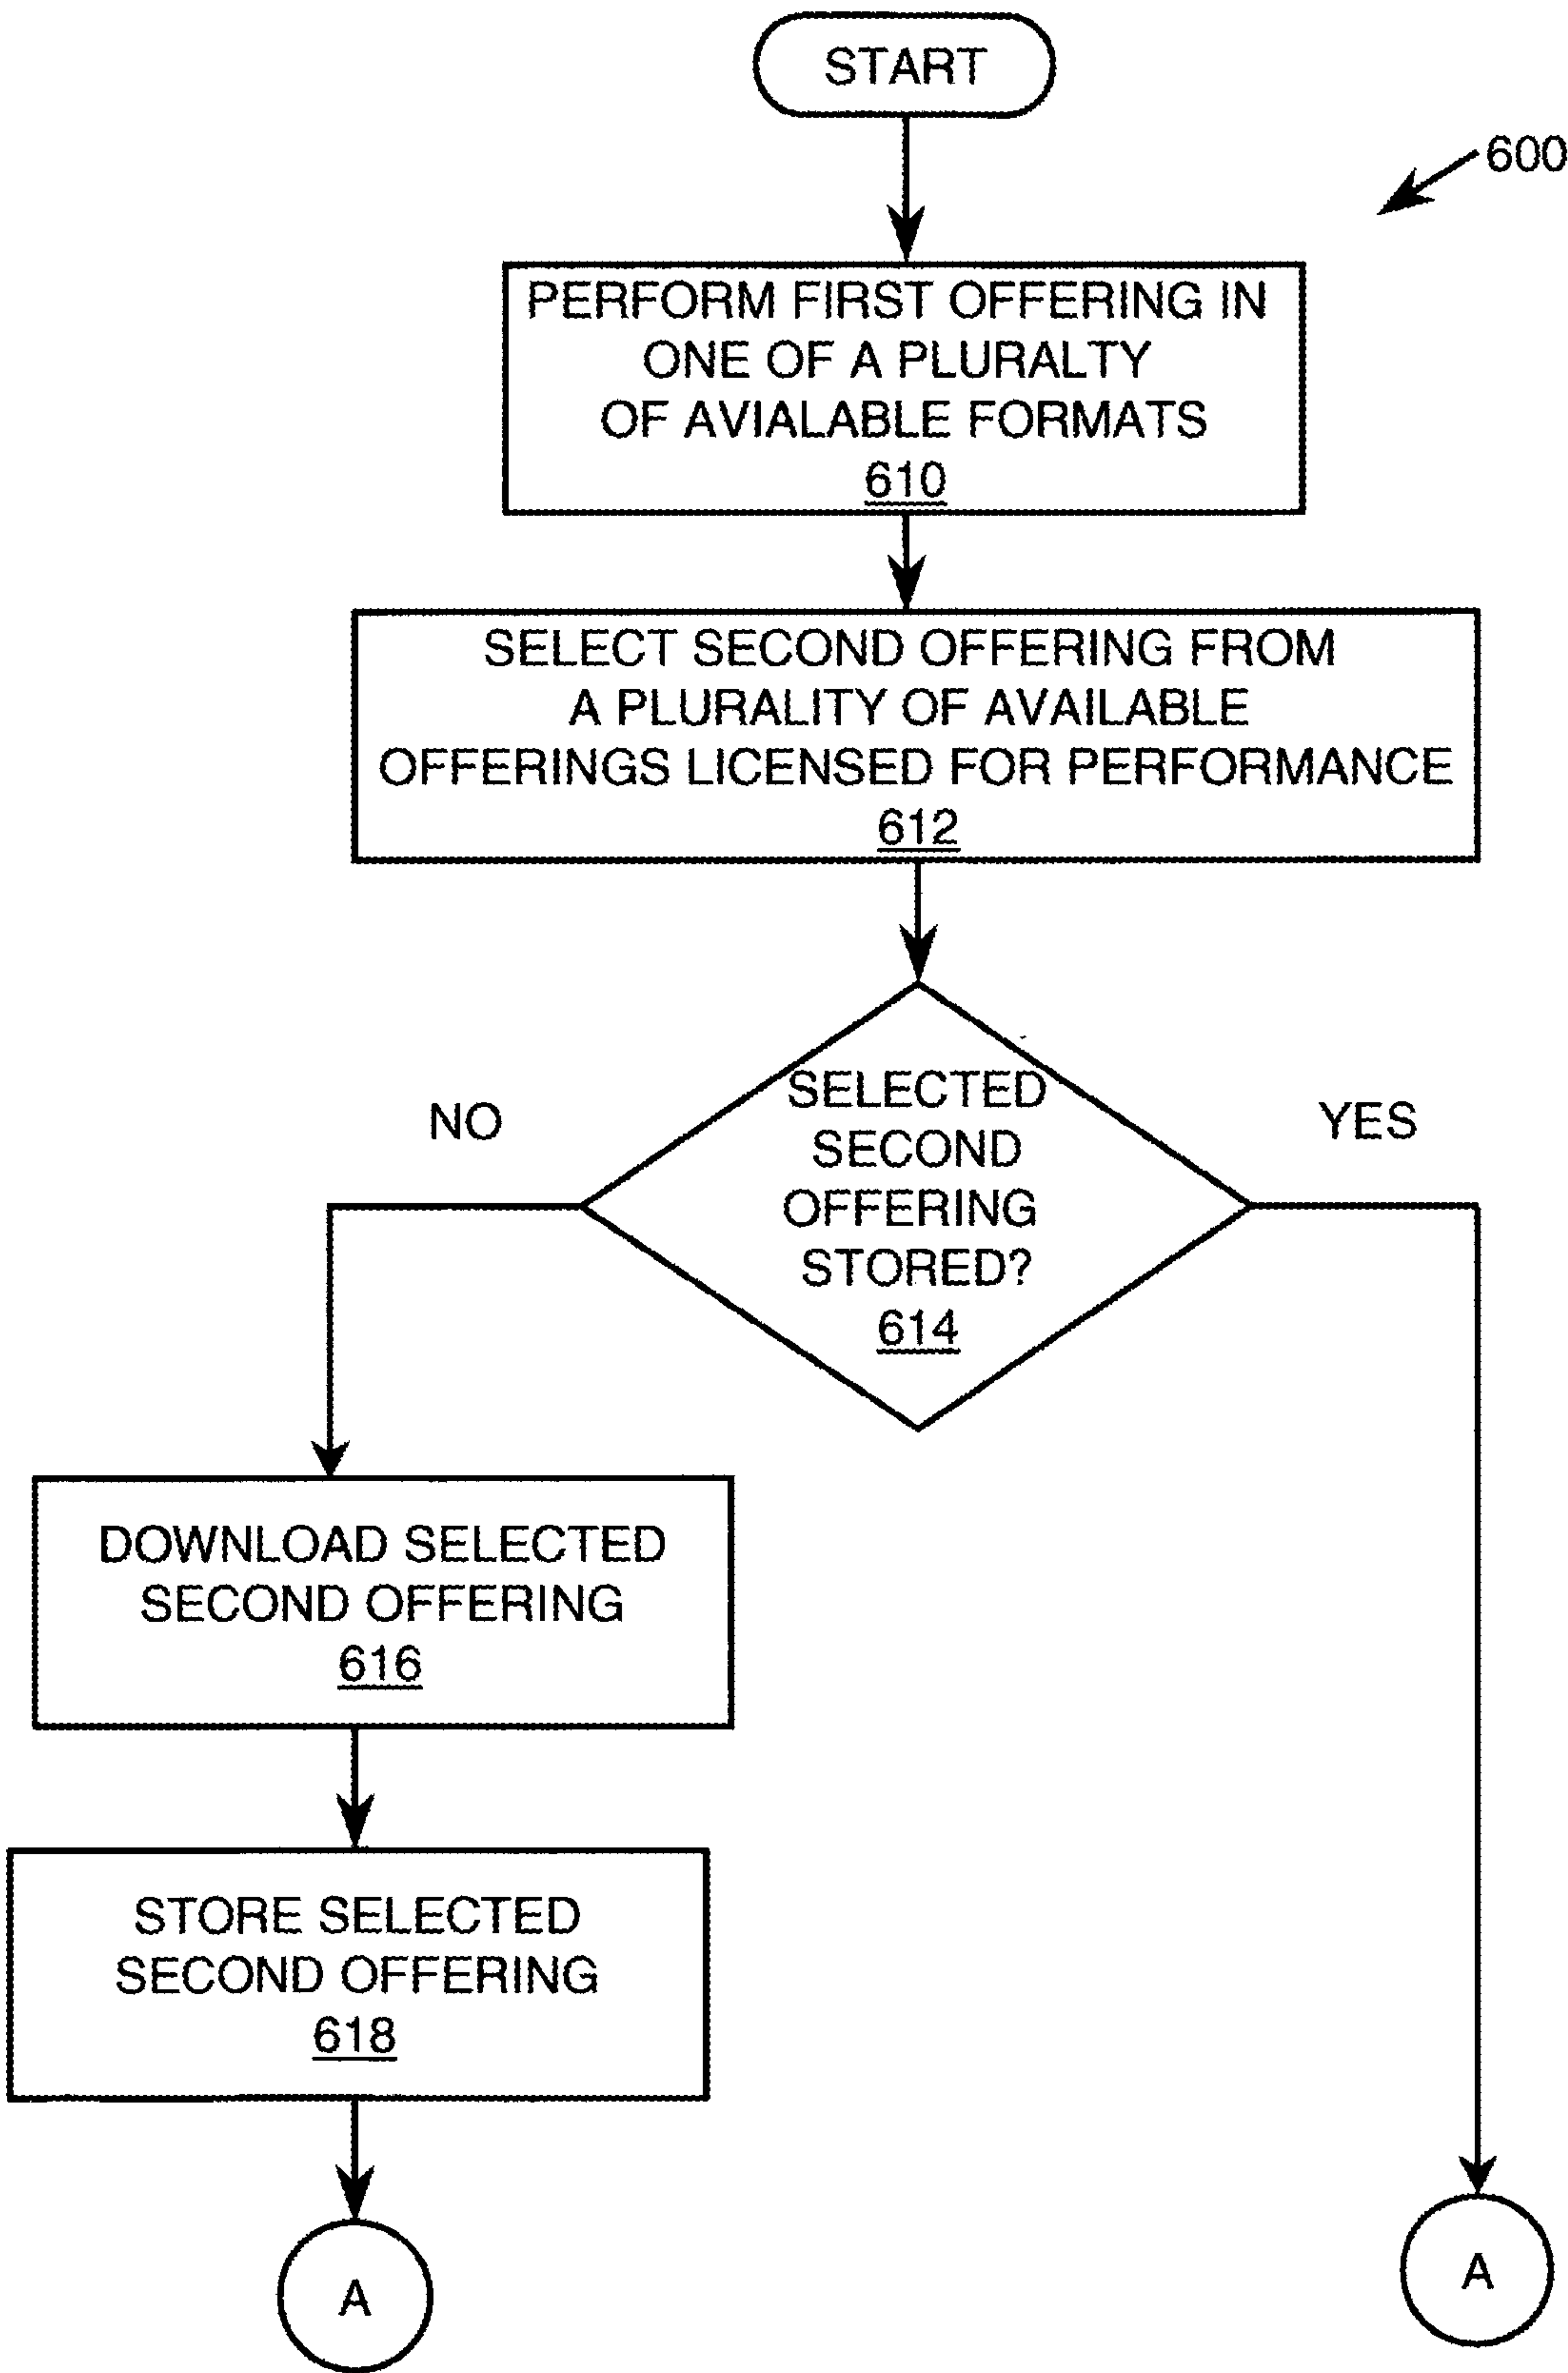 START
600
PERFORM FIRST OFFERING IN
ONE OF A PLURALTY
OF AVIALABLE FORMATS
610
SELECT SECOND OFFERING FROM
A PLURALITY OF AVAILABLE
OFFERINGS LICENSED FOR PERFORMANCE
612
SELECTED
SECOND
OFFERING
STORED?
614
NO
YES
DOWNLOAD SELECTED
SECOND OFFERING
616
STORE SELECTED
SECOND OFFERING
618
A
A